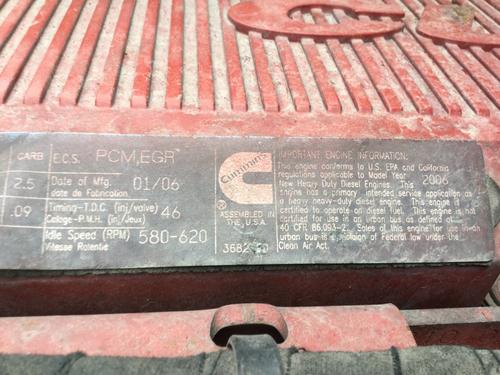 C
CARB
E.C.S. PCM,EGR™
2.5
Date of Mfg. 01/06
date de Fabrication
.09
Timing-T.D.C. (in/valve) 46
Calage-P.M.H. (in/Jeux)
Idle Speed (RPM) 580-620
Vitesse Ralentie
Cummins
®
ASSEMBLED IN
THE U.S.A.
IMPORTANT ENGINE INFORMATION:
This engine conforms to U.S. EPA and California
regulations applicable to Model Year 2006
New Heavy Duty Diesel Engines. This
engine has a primary intended service application as
a heavy heavy-duty diesel engine. This engine is
certified to operate on diesel fuel. This engine is not
certified for use in an urban bus as defined at
40 CFR 86.093-2. Sales of this engine for use in an
urban bus is a violation of Federal law under the
Clean Air Act.